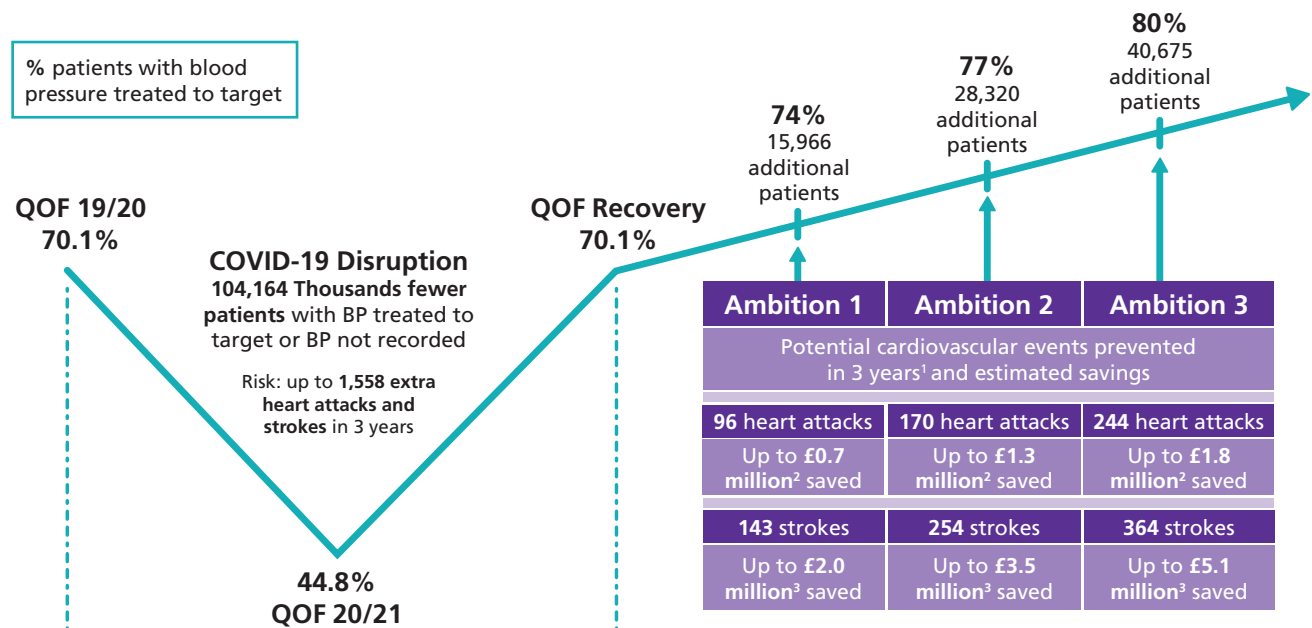 % patients with blood
pressure treated to target
QOF 19/20
70.1%
COVID-19 Disruption
104,164 Thousands fewer
patients with BP treated to
target or BP not recorded
Risk: up to 1,558 extra
heart attacks and
strokes in 3 years
44.8%
QOF 20/21
QOF Recovery
70.1%
74%
15,966
additional
patients
77%
28,320
additional
patients
80%
40,675
additional
patients
Ambition 1 Ambition 2 Ambition 3
Potential cardiovascular events prevented
in 3 years¹ and estimated savings
96 heart attacks 170 heart attacks 244 heart attacks
Up to £0.7 Up to £1.3 Up to £1.8
million² saved million² saved million² saved
143 strokes 254 strokes 364 strokes
Up to £2.0 Up to £3.5 Up to £5.1
million³ saved million³ saved million³ saved